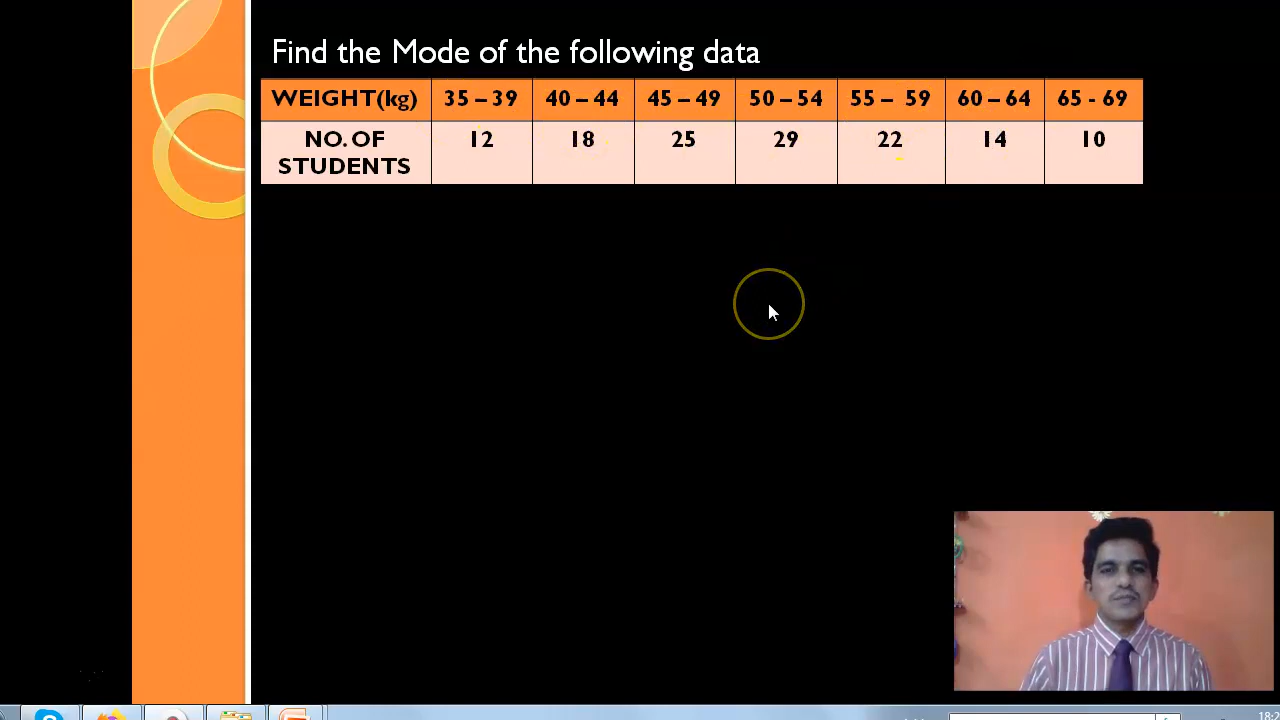 Find the Mode of the following data
WEIGHT(kg) 35 – 39 40 – 44 45 – 49 50 – 54 55 – 59 60 – 64 65 - 69
NO. OF STUDENTS 12 18 25 29 22 14 10